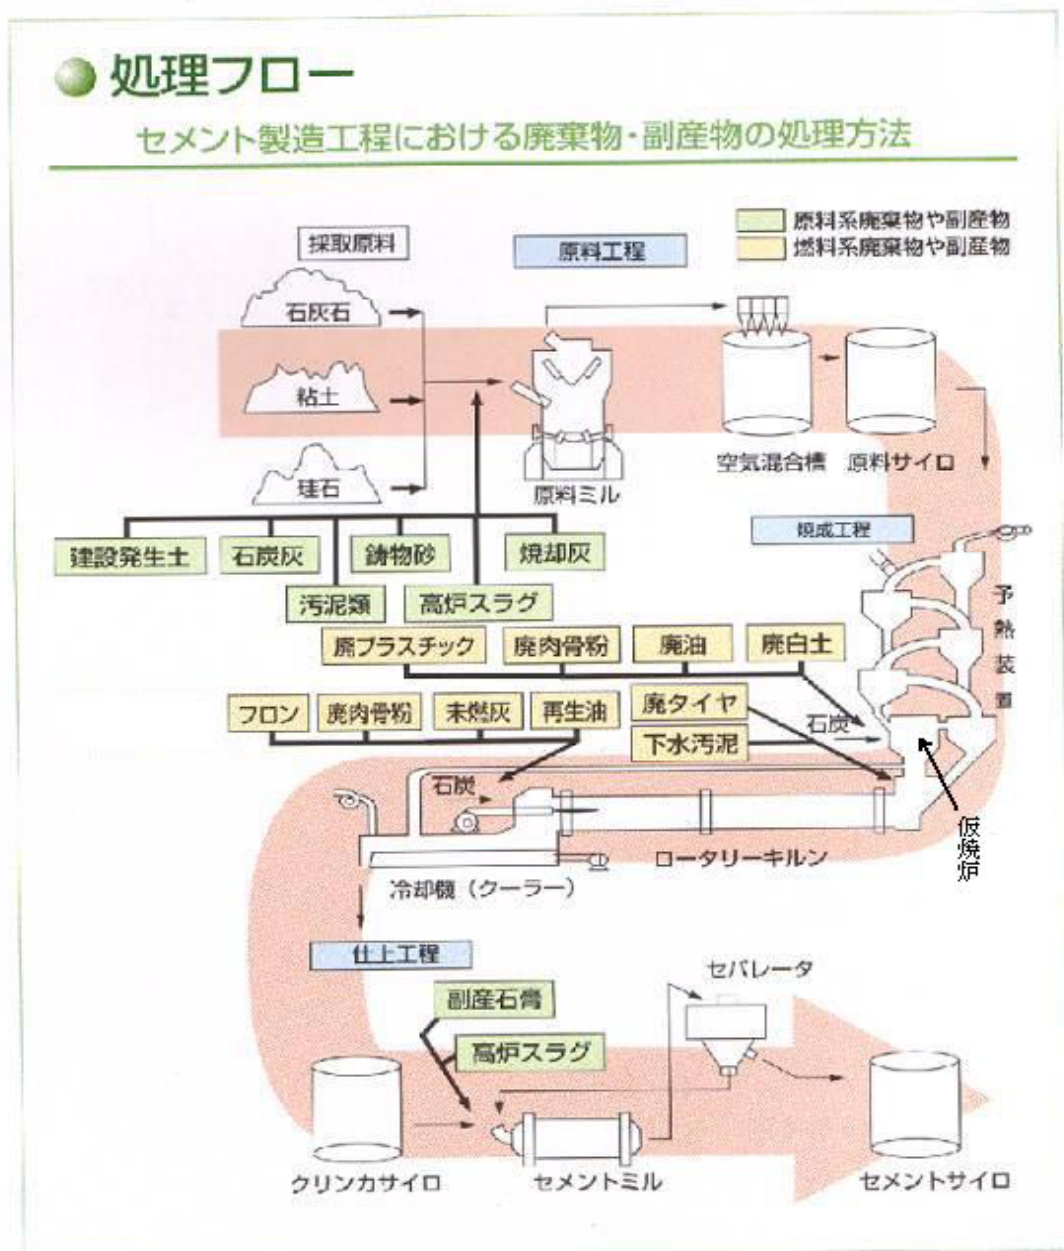 処理フロー
セメント製造工程における廃棄物・副産物の処理方法
原料系廃棄物や副産物
燃料系廃棄物や副産物
採取原料
原料工程
石灰石
粘土
珪石
原料ミル
空気混合槽
原料サイロ
建設発生土
石炭灰
鋳物砂
焼却灰
汚泥類
高炉スラグ
焼成工程
予熱装置
廃プラスチック
廃肉骨粉
廃油
廃白土
フロン
廃肉骨粉
未燃灰
再生油
廃タイヤ
下水汚泥
石炭
石炭
仮焼炉
ロータリーキルン
冷却機(クーラー)
仕上工程
副産石膏
高炉スラグ
セパレータ
クリンカサイロ
セメントミル
セメントサイロ